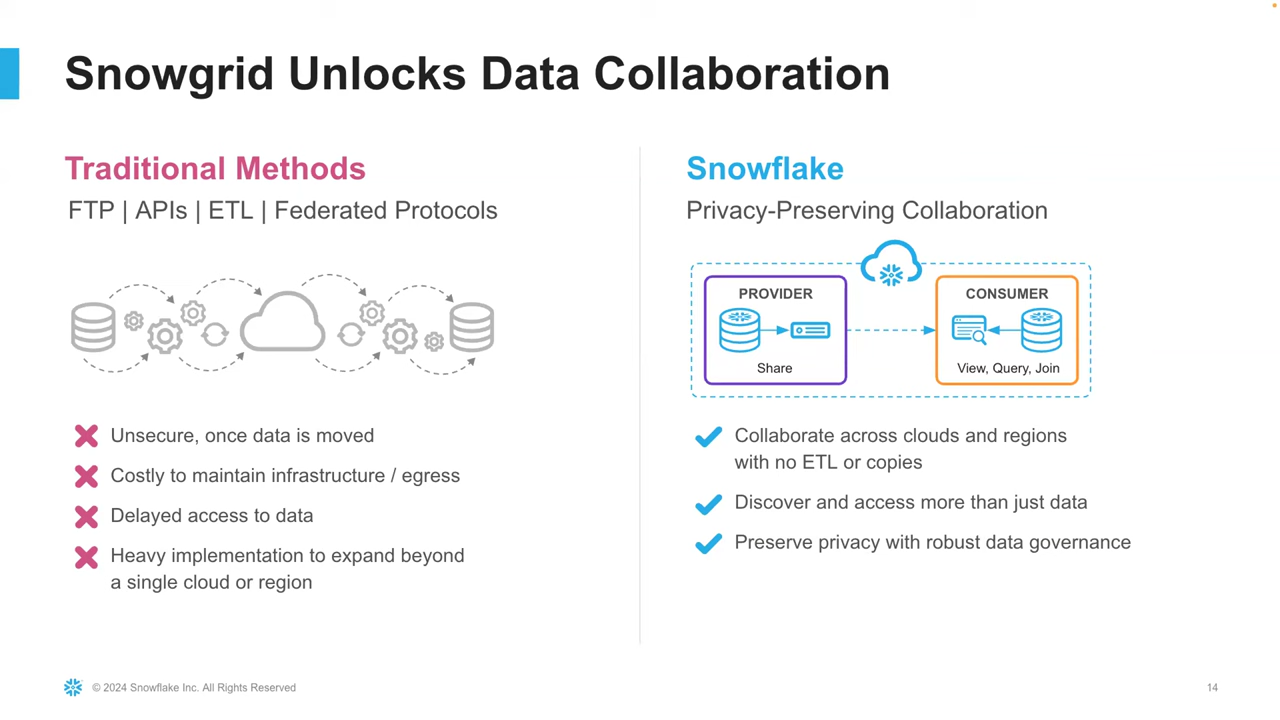 Snowgrid Unlocks Data Collaboration
Traditional Methods
FTP | APIs | ETL | Federated Protocols
Unsecure, once data is moved
Costly to maintain infrastructure / egress
Delayed access to data
Heavy implementation to expand beyond
a single cloud or region
Snowflake
Privacy-Preserving Collaboration
PROVIDER
Share
CONSUMER
View, Query, Join
Collaborate across clouds and regions
with no ETL or copies
Discover and access more than just data
Preserve privacy with robust data governance
© 2024 Snowflake Inc. All Rights Reserved
14